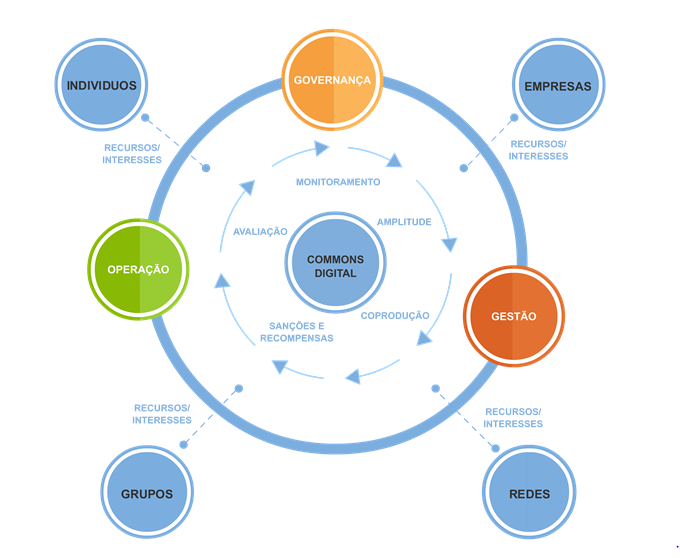 GOVERNANÇA
INDIVIDUOS
EMPRESAS
RECURSOS/
INTERESSES
RECURSOS/
INTERESSES
MONITORAMENTO
AMPLITUDE
AVALIAÇÃO
COMMONS
DIGITAL
OPERAÇÃO
GESTÃO
COPRODUÇÃO
SANÇÕES E
RECOMPENSAS
RECURSOS/
INTERESSES
RECURSOS/
INTERESSES
GRUPOS
REDES